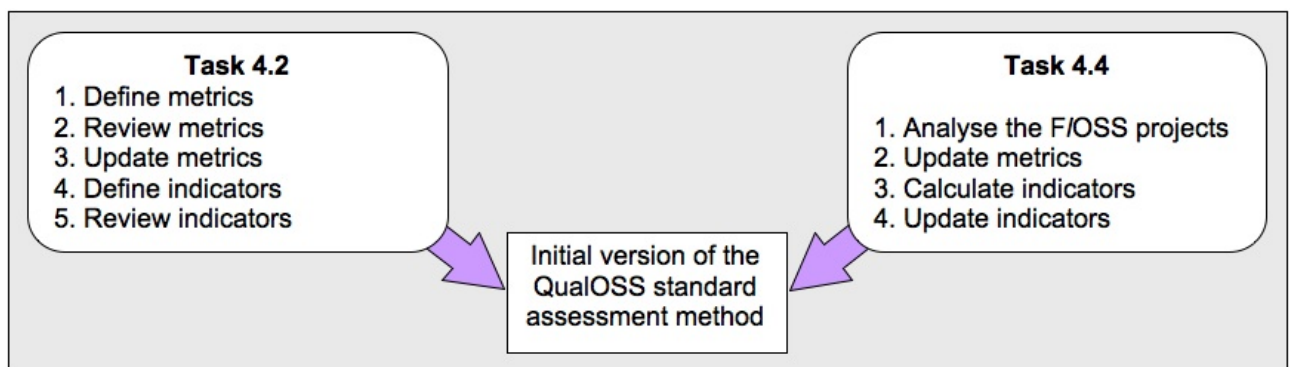 Task 4.2
1. Define metrics
2. Review metrics
3. Update metrics
4. Define indicators
5. Review indicators
Task 4.4
1. Analyse the F/OSS projects
2. Update metrics
3. Calculate indicators
4. Update indicators
Initial version of the
QualOSS standard
assessment method